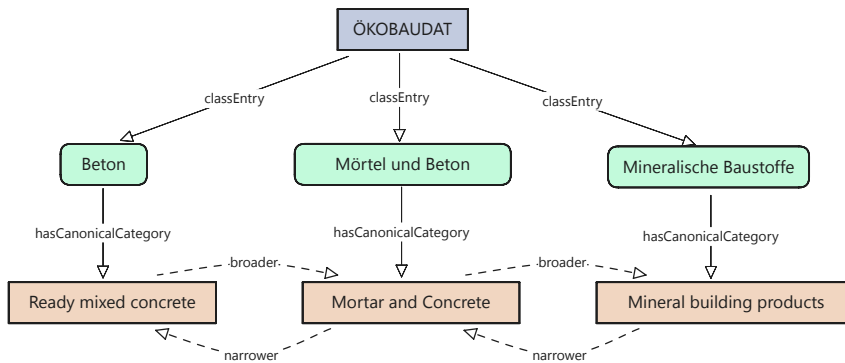 ÖKOBAUDAT
classEntry
classEntry
classEntry
Beton
Mörtel und Beton
Mineralische Baustoffe
hasCanonicalCategory
hasCanonicalCategory
hasCanonicalCategory
broader
broader
Ready mixed concrete
Mortar and Concrete
Mineral building products
narrower
narrower